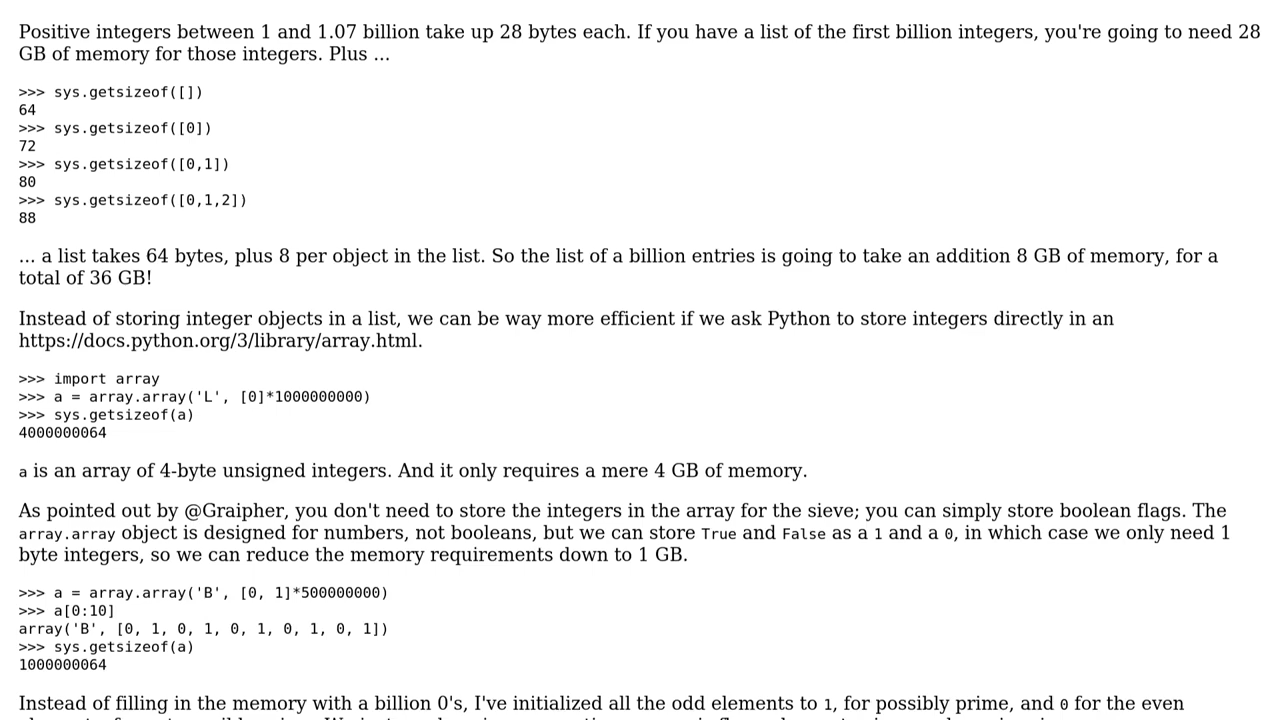 Positive integers between 1 and 1.07 billion take up 28 bytes each. If you have a list of the first billion integers, you're going to need 28
GB of memory for those integers. Plus ...
>>> sys.getsizeof([])
64
>>> sys.getsizeof([0])
72
>>> sys.getsizeof([0,1])
80
>>> sys.getsizeof([0,1,2])
88
... a list takes 64 bytes, plus 8 per object in the list. So the list of a billion entries is going to take an addition 8 GB of memory, for a
total of 36 GB!
Instead of storing integer objects in a list, we can be way more efficient if we ask Python to store integers directly in an
https://docs.python.org/3/library/array.html.
>>> import array
>>> a = array.array('L', [0]*1000000000)
>>> sys.getsizeof(a)
4000000064
a is an array of 4-byte unsigned integers. And it only requires a mere 4 GB of memory.
As pointed out by @Graipher, you don't need to store the integers in the array for the sieve; you can simply store boolean flags. The
array.array object is designed for numbers, not booleans, but we can store True and False as a 1 and a 0, in which case we only need 1
byte integers, so we can reduce the memory requirements down to 1 GB.
>>> a = array.array('B', [0, 1]*500000000)
>>> a[0:10]
array('B', [0, 1, 0, 1, 0, 1, 0, 1, 0, 1])
>>> sys.getsizeof(a)
1000000064
Instead of filling in the memory with a billion 0's, I've initialized all the odd elements to 1, for possibly prime, and 0 for the even